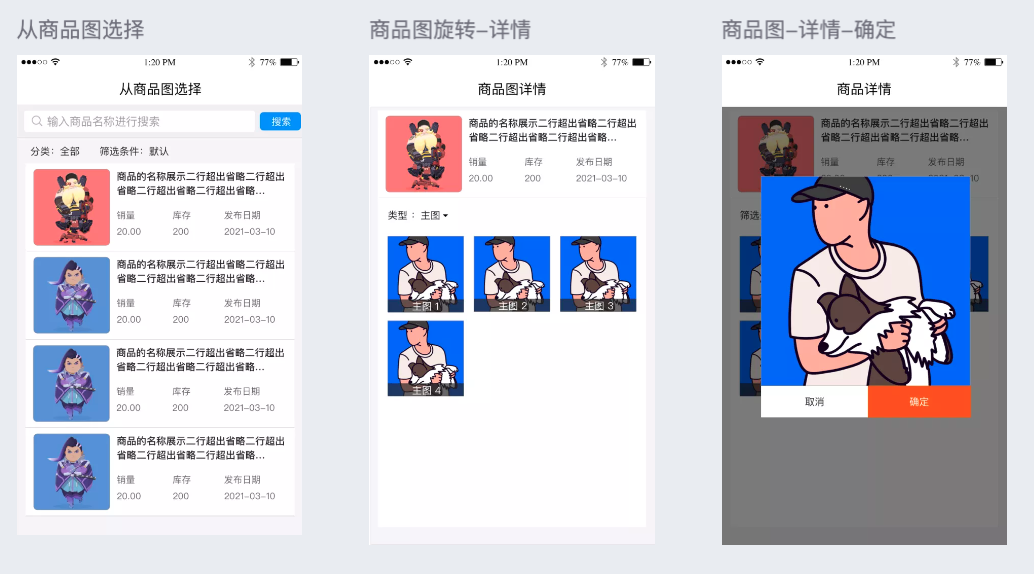 从商品图选择
●●●○○ 1:20 PM 77%
从商品图选择
输入商品名称进行搜索 搜索
分类：全部 筛选条件：默认
商品的名称展示二行超出省略二行超出
省略二行超出省略二行超出省略...
销量 库存 发布日期
20.00 200 2021-03-10
商品的名称展示二行超出省略二行超出
省略二行超出省略二行超出省略...
销量 库存 发布日期
20.00 200 2021-03-10
商品的名称展示二行超出省略二行超出
省略二行超出省略二行超出省略...
销量 库存 发布日期
20.00 200 2021-03-10
商品的名称展示二行超出省略二行超出
省略二行超出省略二行超出省略...
销量 库存 发布日期
20.00 200 2021-03-10
商品图旋转-详情
●●●○○ 1:20 PM 77%
商品图详情
商品的名称展示二行超出省略二行超出
省略二行超出省略二行超出省略...
销量 库存 发布日期
20.00 200 2021-03-10
类型：主图
主图 1 主图 2 主图 3
主图 4
商品图-详情-确定
●●●○○ 1:20 PM 77%
商品详情
商品的名称展示二行超出省略二行超出
省略二行超出省略二行超出省略...
销量 库存 发布日期
20.00 200 2021-03-10
筛选
取消 确定